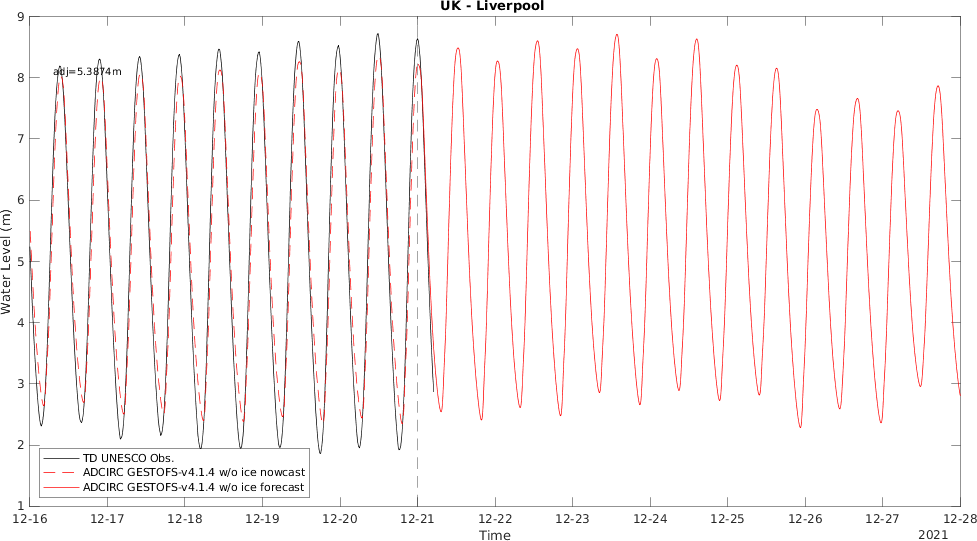 UK - Liverpool
9
8
7
6
5
4
3
2
1
Water Level (m)
adj=5.3874m
TD UNESCO Obs.
ADCIRC GESTOFS-v4.1.4 w/o ice nowcast
ADCIRC GESTOFS-v4.1.4 w/o ice forecast
12-16 12-17 12-18 12-19 12-20 12-21 12-22 12-23 12-24 12-25 12-26 12-27 12-28
Time
2021